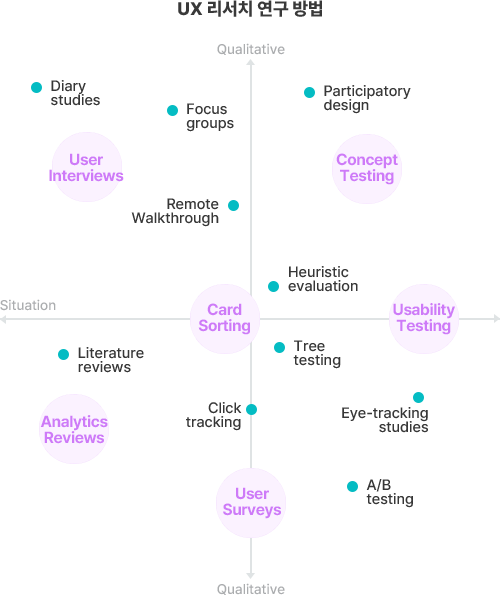 UX 리서치 연구 방법
Qualitative
Diary
studies
Focus
groups
Participatory
design
User
Interviews
Concept
Testing
Remote
Walkthrough
Heuristic
evaluation
Situation
Card
Sorting
Usability
Testing
Literature
reviews
Tree
testing
Click
tracking
Eye-tracking
studies
Analytics
Reviews
User
Surveys
A/B
testing
Qualitative